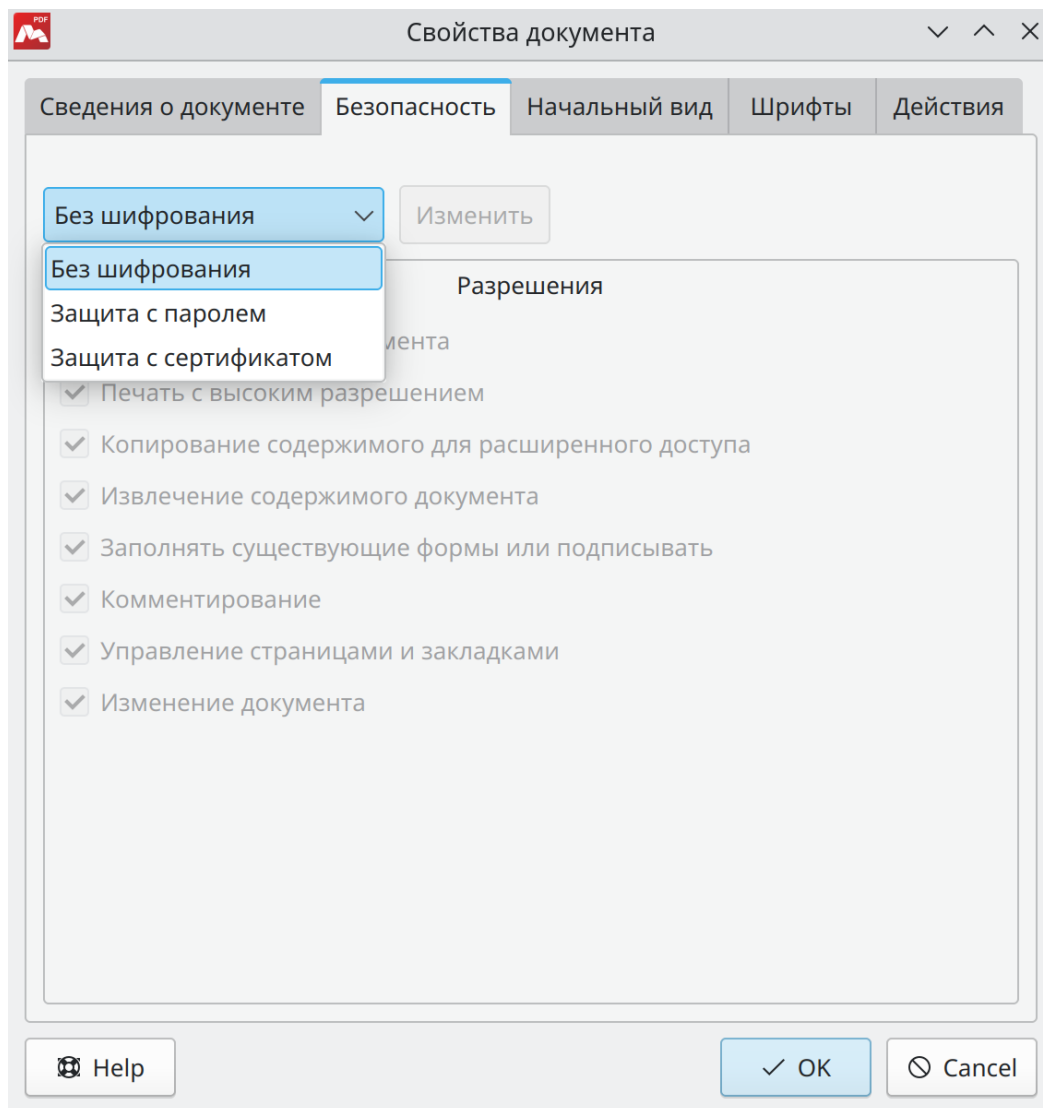 PDF
Свойства документа
Сведения о документе Безопасность Начальный вид Шрифты Действия
Без шифрования Изменить
Без шифрования
Разрешения
Защита с паролем
Защита с сертификатом
Печать с высоким разрешением
Копирование содержимого для расширенного доступа
Извлечение содержимого документа
Заполнять существующие формы или подписывать
Комментирование
Управление страницами и закладками
Изменение документа
Help OK Cancel